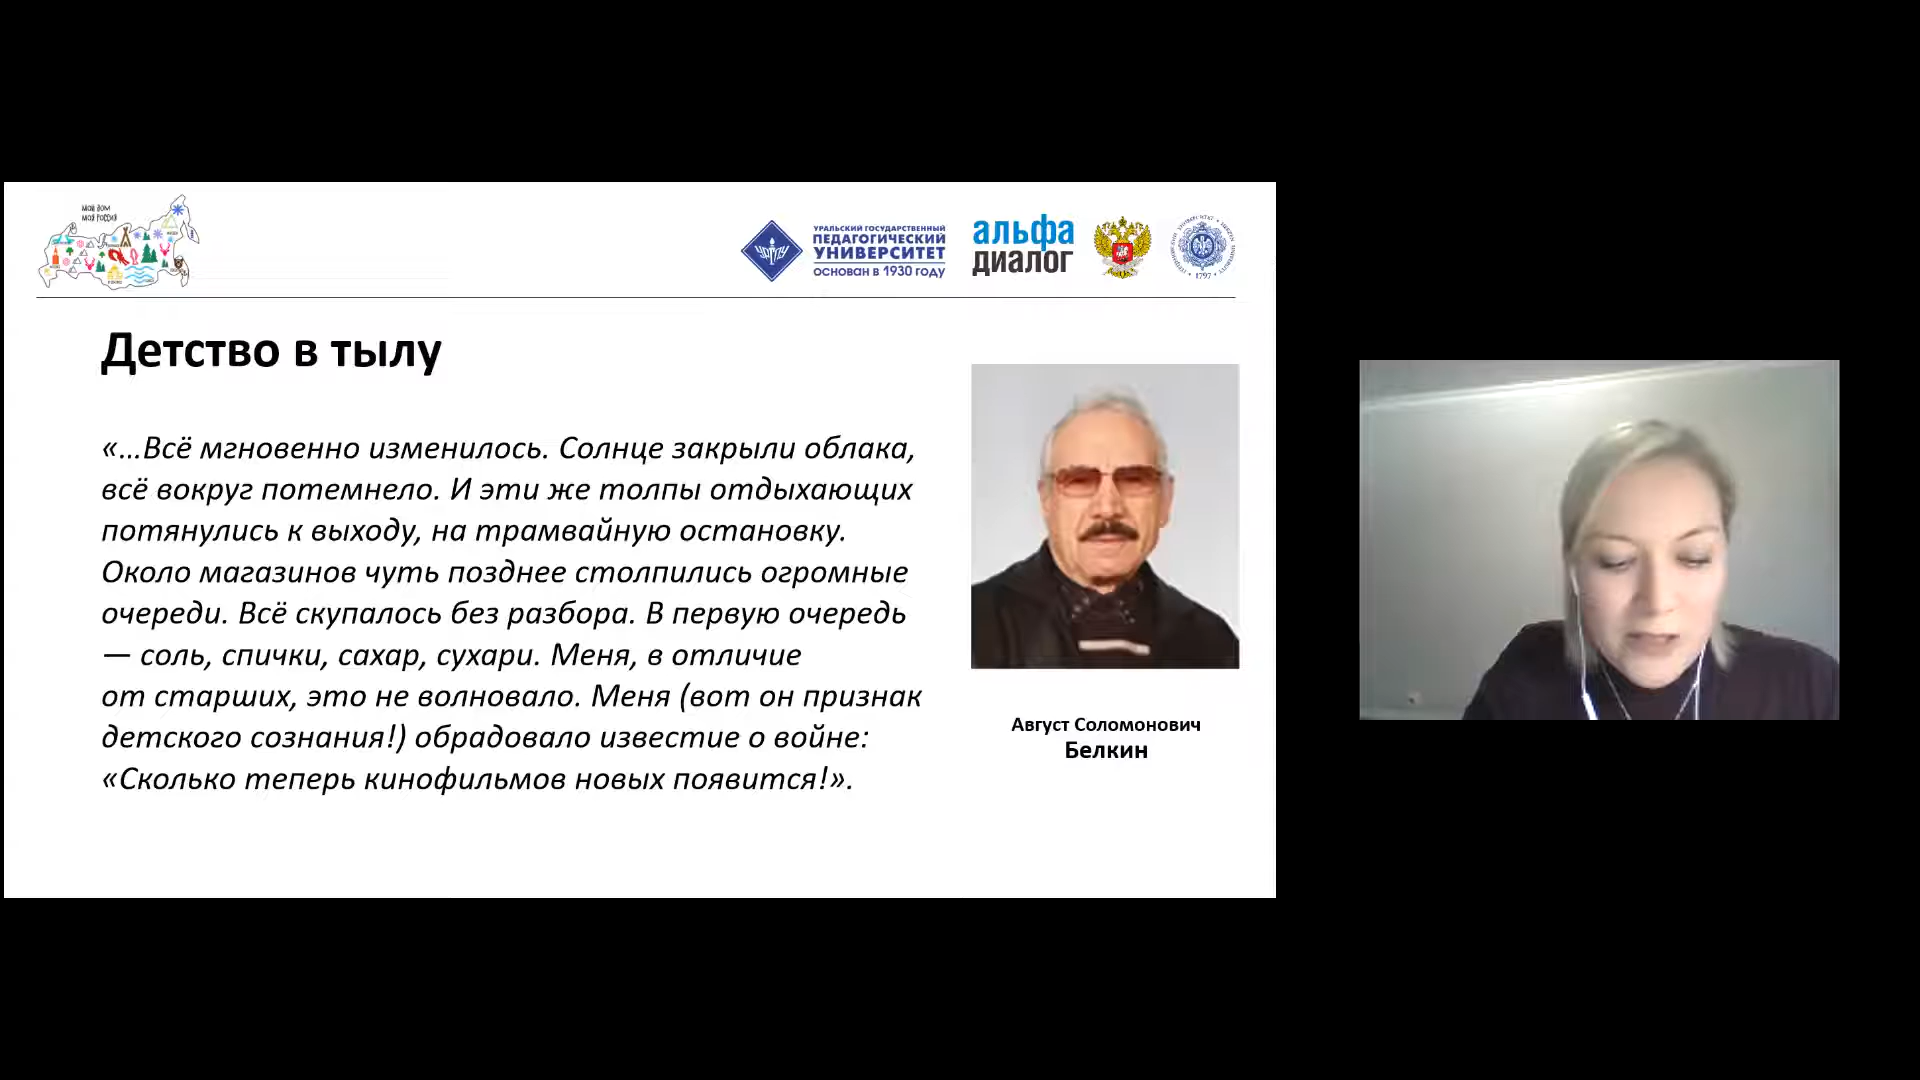 МОЙ ДОМ
МОЯ РОССИЯ
УрГПУ
УРАЛЬСКИЙ ГОСУДАРСТВЕННЫЙ
ПЕДАГОГИЧЕСКИЙ
УНИВЕРСИТЕТ
ОСНОВАН В 1930 ГОДУ
альфа
диалог
1797
Детство в тылу
«…Всё мгновенно изменилось. Солнце закрыли облака,
всё вокруг потемнело. И эти же толпы отдыхающих
потянулись к выходу, на трамвайную остановку.
Около магазинов чуть позднее столпились огромные
очереди. Всё скупалось без разбора. В первую очередь
— соль, спички, сахар, сухари. Меня, в отличие
от старших, это не волновало. Меня (вот он признак
детского сознания!) обрадовало известие о войне:
«Сколько теперь кинофильмов новых появится!».
Август Соломонович
Белкин